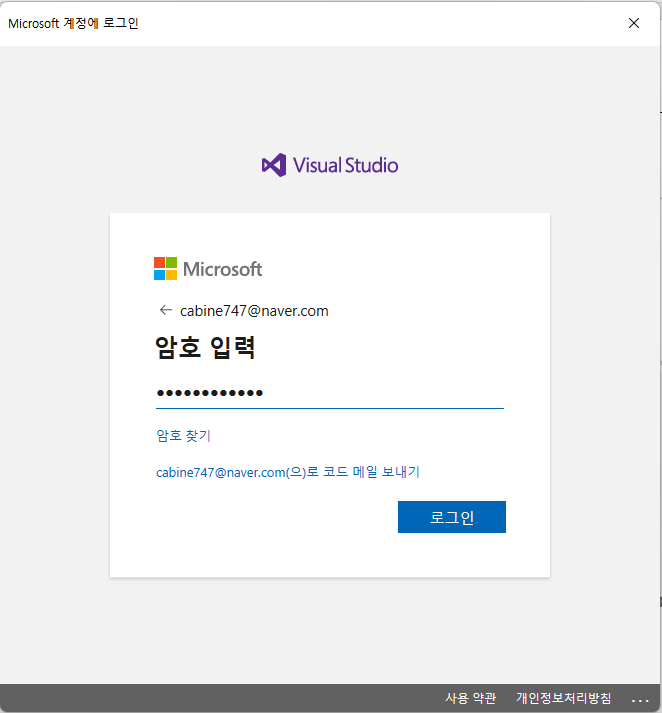 Microsoft 계정에 로그인
Visual Studio
Microsoft
cabine747@naver.com
암호 입력
••••••••••••
암호 찾기
cabine747@naver.com(으)로 코드 메일 보내기
로그인
사용 약관 개인정보처리방침 ...